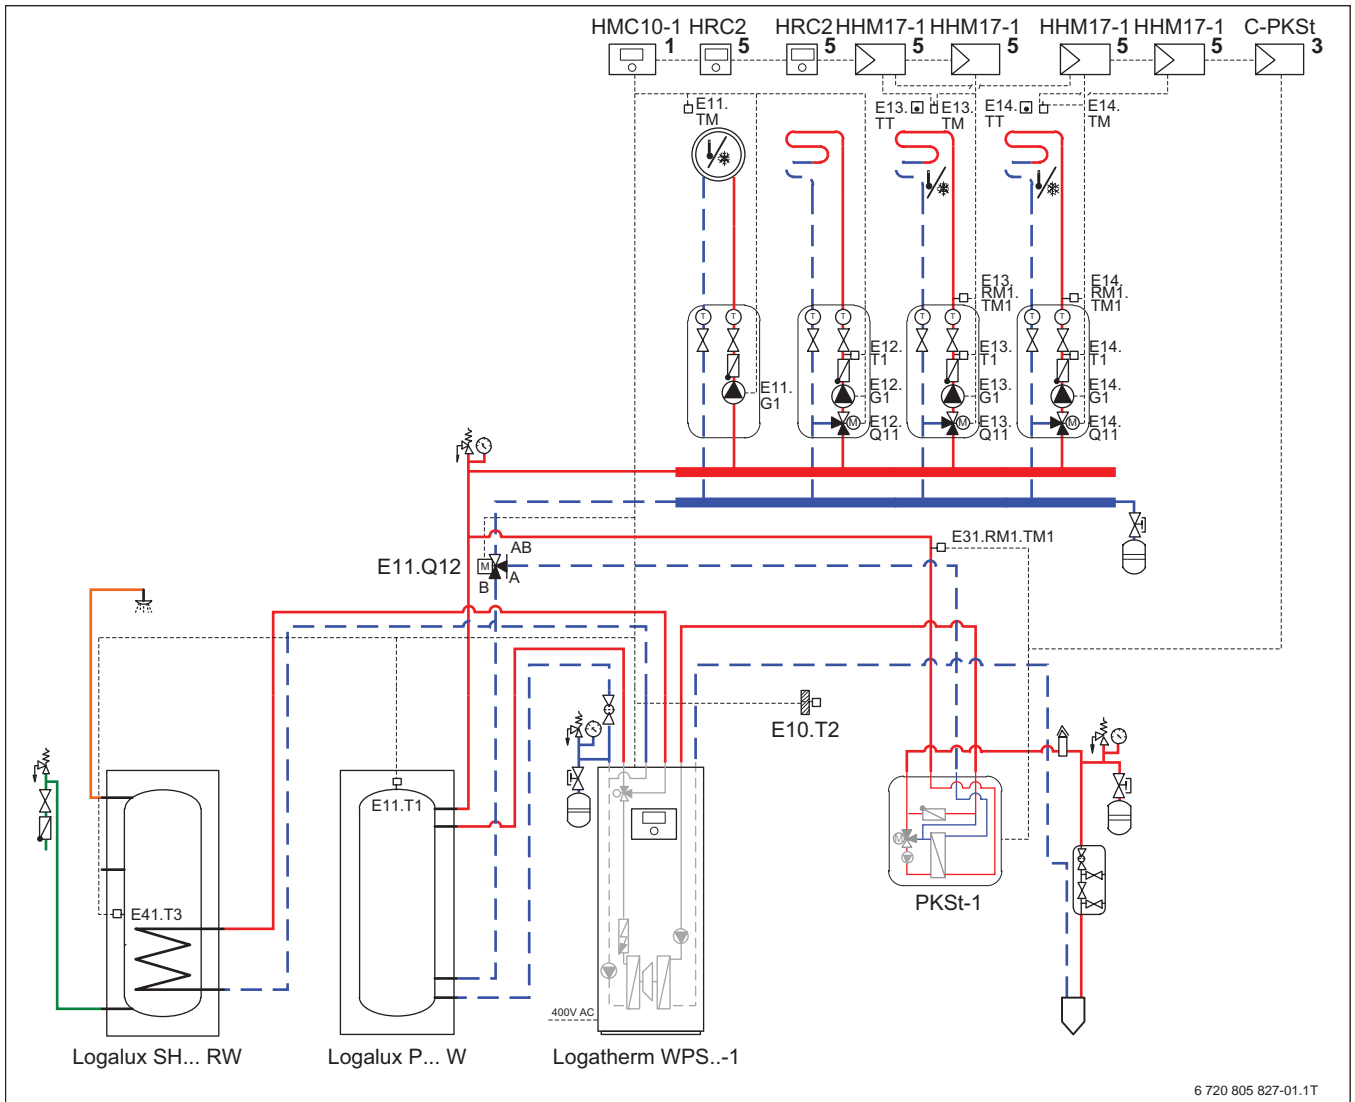 HMC10-1 HRC2 HRC2 HHM17-1 HHM17-1 HHM17-1 HHM17-1 C-PKSt
1 5 5 5 5 5 5 3
E11.
TM
E13.
TT
E13.
TM
E14.
TT
E14.
TM
E13.
RM1.
TM1
E14.
RM1.
TM1
T T T T T T T T
E12.
T1
E13.
T1
E14.
T1
E11.
G1
E12.
G1
E13.
G1
E14.
G1
M
E12.
Q11
M
E13.
Q11
M
E14.
Q11
E31.RM1.TM1
AB
E11.Q12
M
A
B
E10.T2
E11.T1
M
E41.T3
PKSt-1
400V AC
Logalux SH... RW
Logalux P... W
Logatherm WPS..-1
6 720 805 827-01.1T